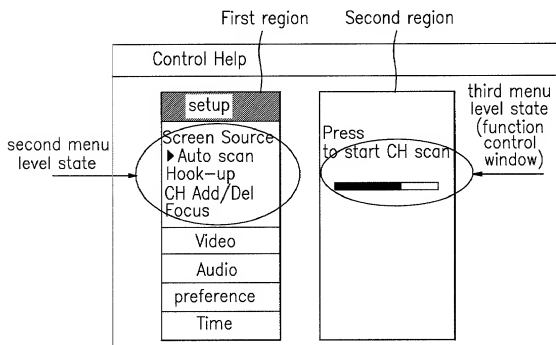 First region
Second region
Control Help
setup
Screen Source
Auto scan
Hook-up
CH Add/Del
Focus
Video
Audio
preference
Time
second menu
level state
Press
to start CH scan
third menu
level state
(function
control
window)